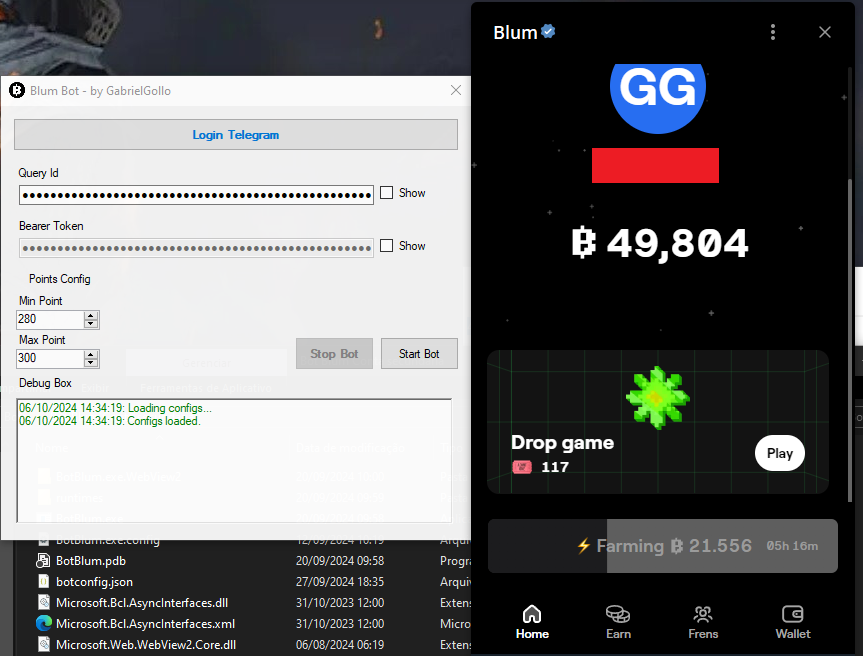 Blum Bot - by GabrielGollo
Login Telegram
Query Id
Show
Bearer Token
Show
Points Config
Min Point
280
Max Point
300
Stop Bot
Start Bot
Debug Box
06/10/2024 14:34:19: Loading configs...
06/10/2024 14:34:19: Configs loaded.
BotBlum.exe.config 12/09/2024 10:19 Arqui
BotBlum.pdb 20/09/2024 09:58 Progra
botconfig.json 27/09/2024 18:35 Arquiv
Microsoft.Bcl.AsyncInterfaces.dll 31/10/2023 12:00 Extens
Microsoft.Bcl.AsyncInterfaces.xml 31/10/2023 12:00 Micro
Microsoft.Web.WebView2.Core.dll 06/08/2024 06:19 Extens
Blum
GG
49,804
Drop game
117
Play
Farming ₿ 21.556 05h 16m
Home
Earn
Frens
Wallet